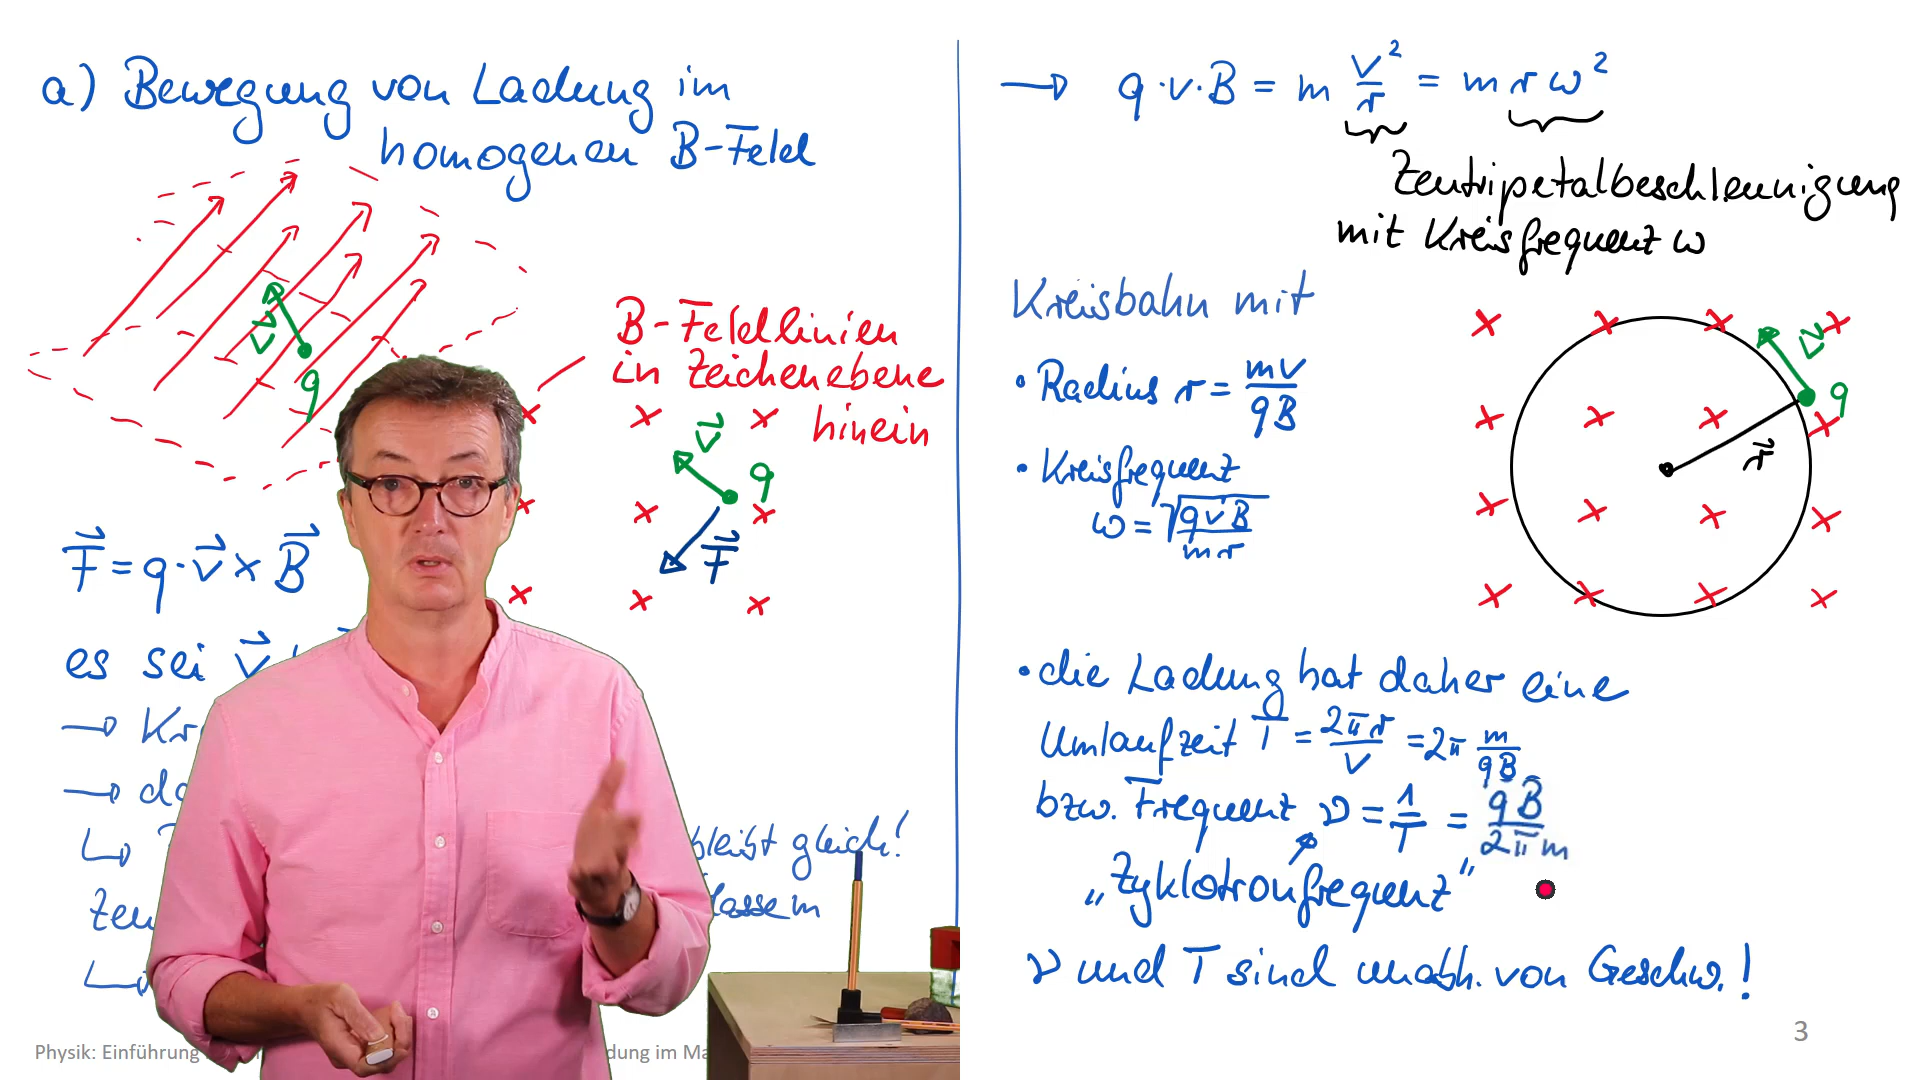 a) Bewegung von Ladung im
homogenen B-Feld
v
q
B-Feldlinien
in Zeichenebene
hinein
v
q
F
F = q · v × B
es sei v
bleibt gleich!
Masse m
Physik: Einführung
dung im Ma
→ q · v · B = m v²/r = m r ω²
Zentripetalbeschleunigung
mit Kreisfrequenz ω
Kreisbahn mit
• Radius r = mv/qB
• Kreisfrequenz
ω = √(qvB/mr)
v
q
r
• die Ladung hat daher eine
Umlaufzeit T = 2πr/v = 2π m/qB
bzw. Frequenz ν = 1/T = qB/2πm
„Zyklotronfrequenz"
ν und T sind unabh. von Geschw.!
3